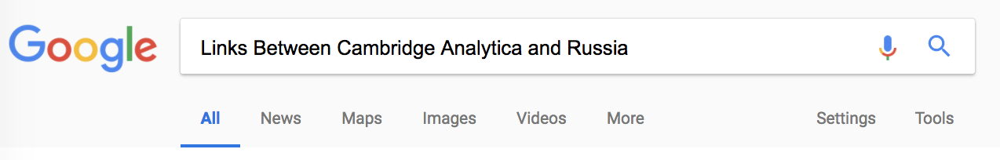 Google Links Between Cambridge Analytica and Russia
All News Maps Images Videos More Settings Tools